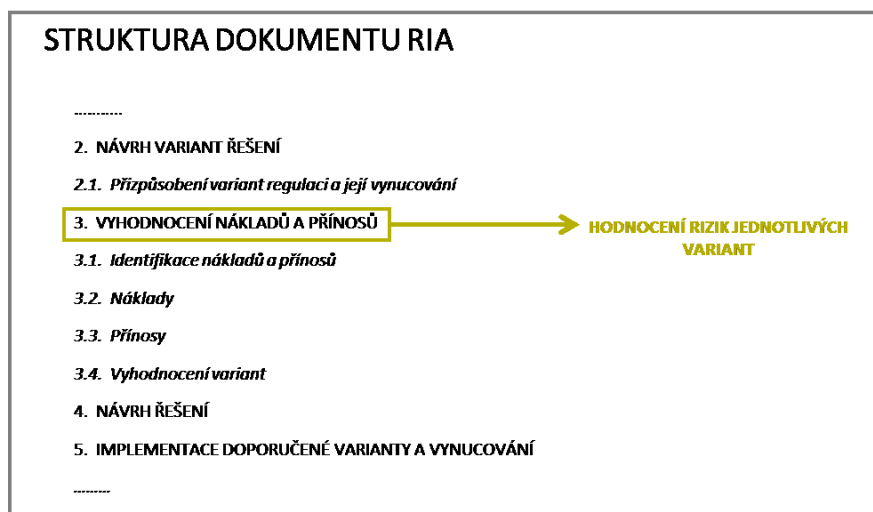 STRUKTURA DOKUMENTU RIA
-----------
2. NÁVRH VARIANT ŘEŠENÍ
2.1. Přizpůsobení variant regulaci a její vynucování
3. VYHODNOCENÍ NÁKLADŮ A PŘÍNOSŮ
HODNOCENÍ RIZIK JEDNOTLIVÝCH
VARIANT
3.1. Identifikace nákladů a přínosů
3.2. Náklady
3.3. Přínosy
3.4. Vyhodnocení variant
4. NÁVRH ŘEŠENÍ
5. IMPLEMENTACE DOPORUČENÉ VARIANTY A VYNUCOVÁNÍ
---------